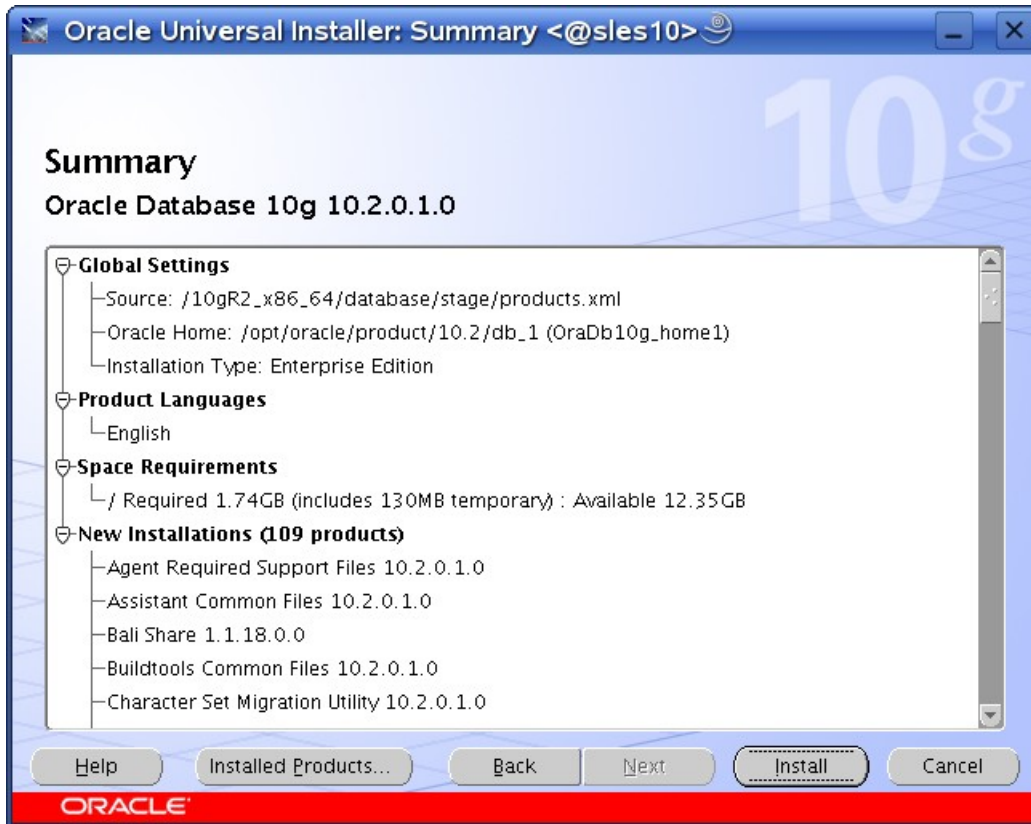 Oracle Universal Installer: Summary <@sles10>
10g
Summary
Oracle Database 10g 10.2.0.1.0
Global Settings
Source: /10gR2_x86_64/database/stage/products.xml
Oracle Home: /opt/oracle/product/10.2/db_1 (OraDb10g_home1)
Installation Type: Enterprise Edition
Product Languages
English
Space Requirements
/ Required 1.74GB (includes 130MB temporary) : Available 12.35GB
New Installations (109 products)
Agent Required Support Files 10.2.0.1.0
Assistant Common Files 10.2.0.1.0
Bali Share 1.1.18.0.0
Buildtools Common Files 10.2.0.1.0
Character Set Migration Utility 10.2.0.1.0
Help Installed Products... Back Next Install Cancel
ORACLE